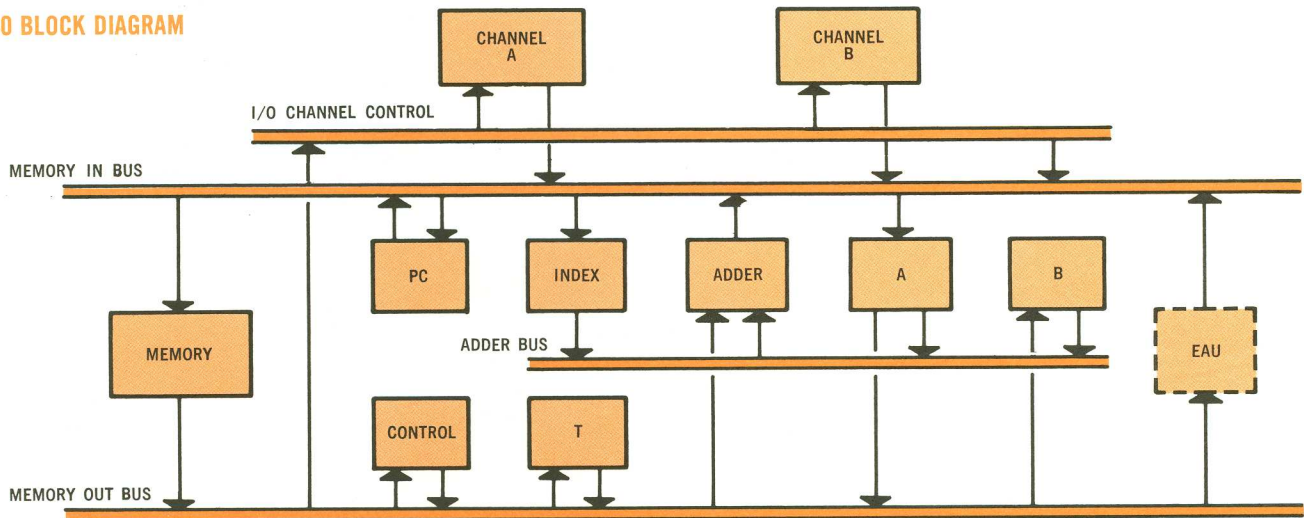 0 BLOCK DIAGRAM
CHANNEL
A
CHANNEL
B
I/O CHANNEL CONTROL
MEMORY IN BUS
PC
INDEX
ADDER
A
B
MEMORY
ADDER BUS
EAU
CONTROL
T
MEMORY OUT BUS